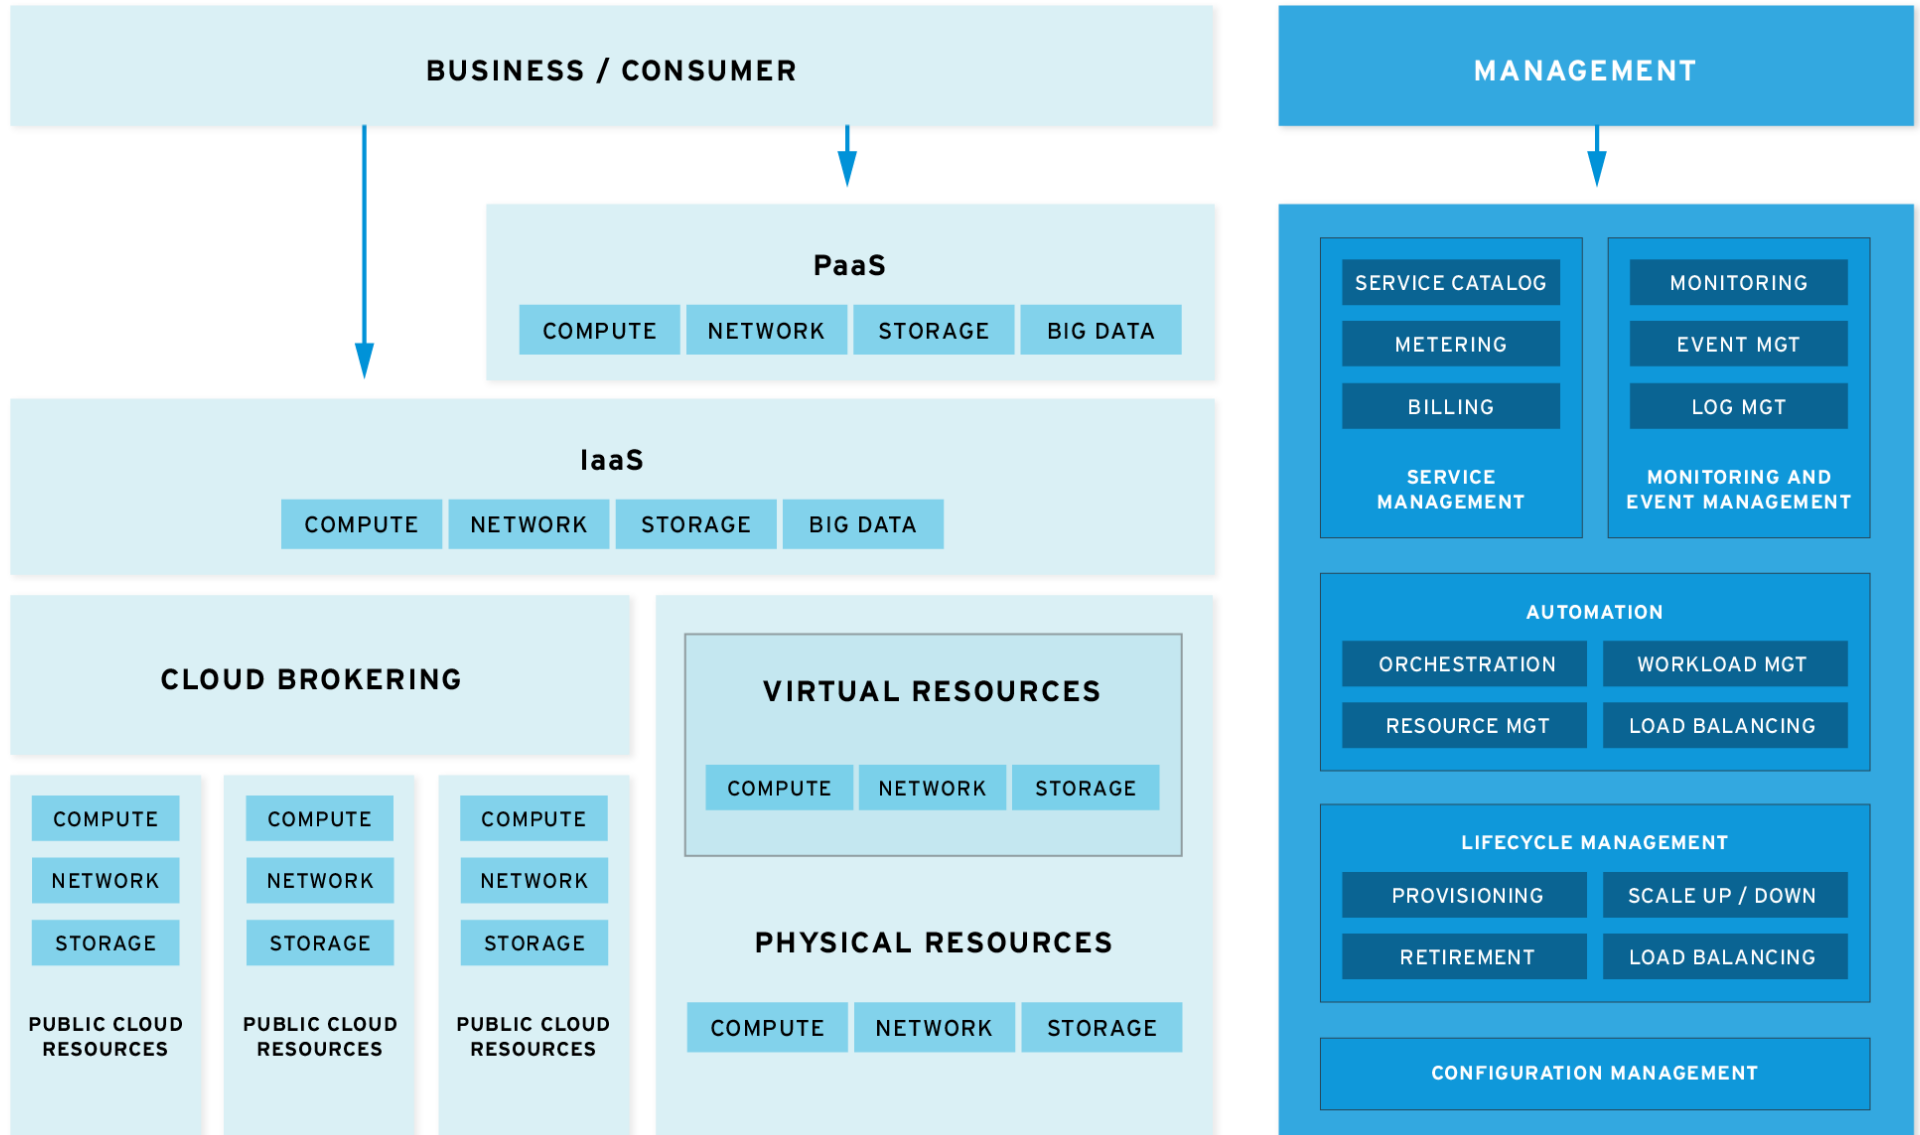 BUSINESS / CONSUMER
MANAGEMENT
PaaS
COMPUTE
NETWORK
STORAGE
BIG DATA
IaaS
COMPUTE
NETWORK
STORAGE
BIG DATA
CLOUD BROKERING
COMPUTE
NETWORK
STORAGE
PUBLIC CLOUD
RESOURCES
COMPUTE
NETWORK
STORAGE
PUBLIC CLOUD
RESOURCES
COMPUTE
NETWORK
STORAGE
PUBLIC CLOUD
RESOURCES
VIRTUAL RESOURCES
COMPUTE
NETWORK
STORAGE
PHYSICAL RESOURCES
COMPUTE
NETWORK
STORAGE
SERVICE CATALOG
METERING
BILLING
SERVICE
MANAGEMENT
MONITORING
EVENT MGT
LOG MGT
MONITORING AND
EVENT MANAGEMENT
AUTOMATION
ORCHESTRATION
WORKLOAD MGT
RESOURCE MGT
LOAD BALANCING
LIFECYCLE MANAGEMENT
PROVISIONING
SCALE UP / DOWN
RETIREMENT
LOAD BALANCING
CONFIGURATION MANAGEMENT